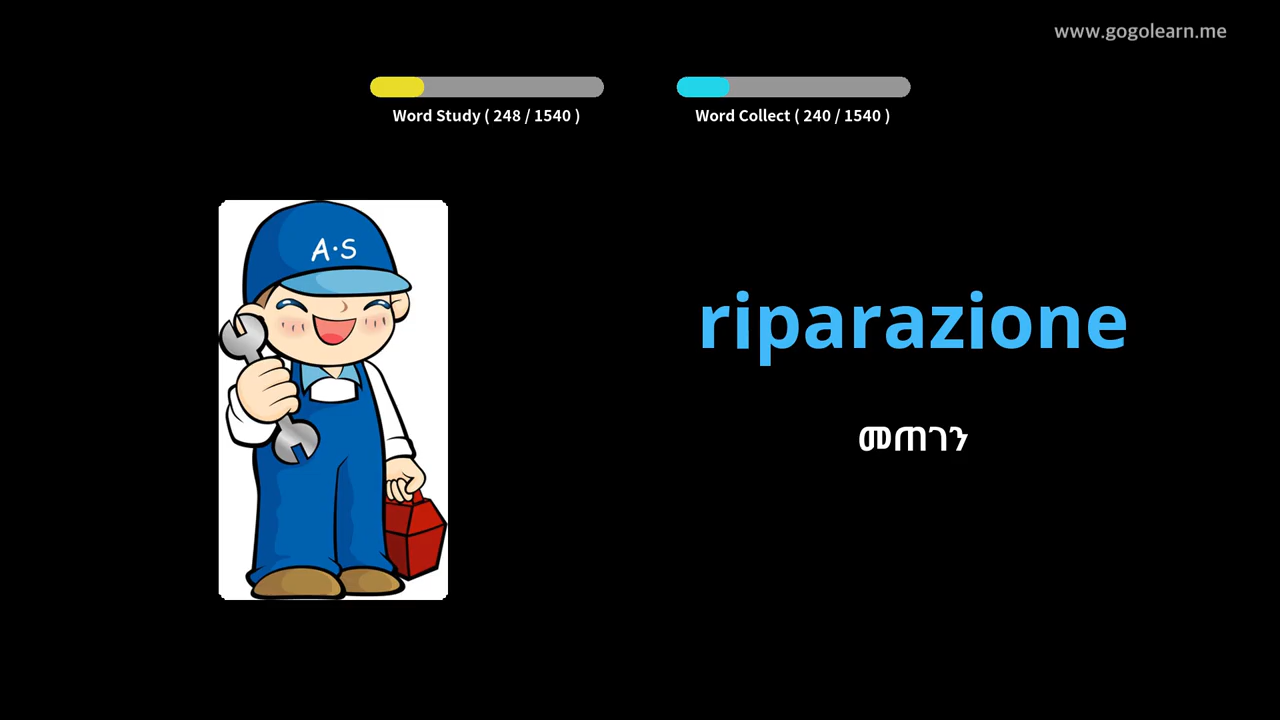 www.gogolearn.me
Word Study ( 248 / 1540 )
Word Collect ( 240 / 1540 )
A·S
riparazione
መጠገን